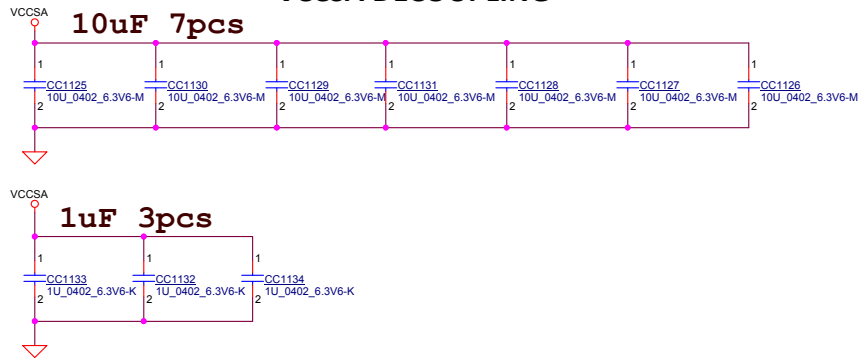 VCCSA DECOUPLING
VCCSA
10uF 7pcs
1 1 1 1 1 1 1
CC1125 CC1130 CC1129 CC1131 CC1128 CC1127 CC1126
10U_0402_6.3V6-M 10U_0402_6.3V6-M 10U_0402_6.3V6-M 10U_0402_6.3V6-M 10U_0402_6.3V6-M 10U_0402_6.3V6-M 10U_0402_6.3V6-M
2 2 2 2 2 2 2
VCCSA
1uF 3pcs
1 1 1
CC1133 CC1132 CC1134
1U_0402_6.3V6-K 1U_0402_6.3V6-K 1U_0402_6.3V6-K
2 2 2